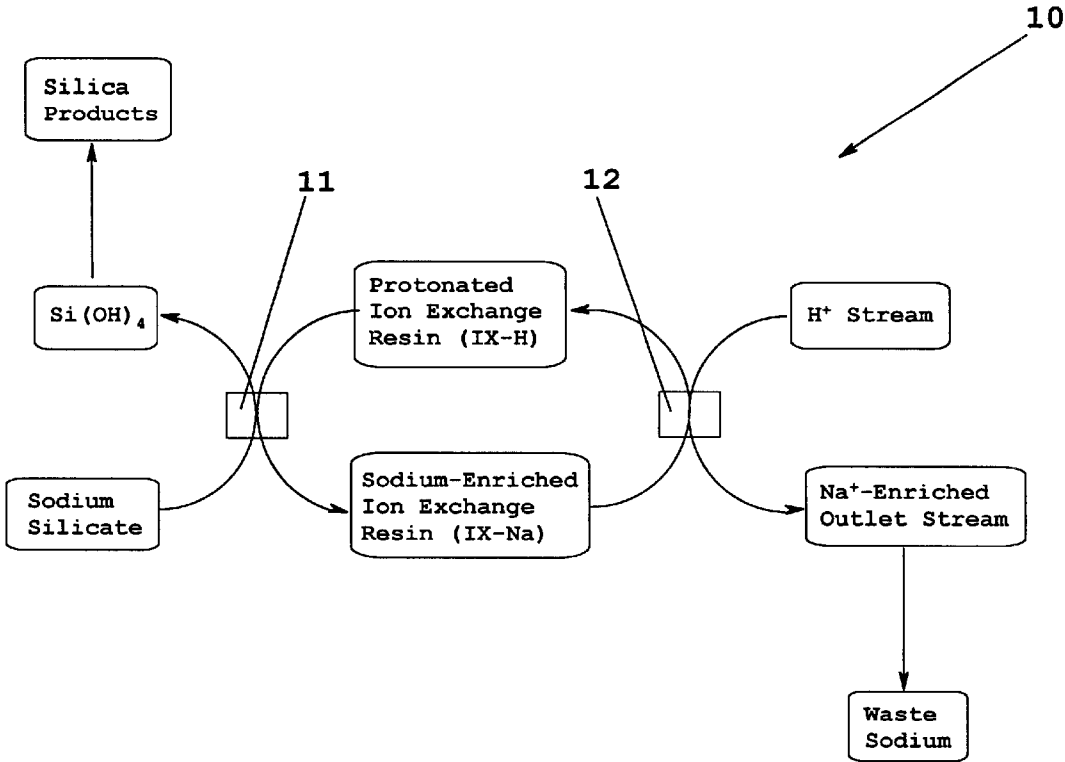 10
Silica
Products
11
12
Protonated
Ion Exchange
Resin (IX-H)
Si(OH)₄
H⁺ Stream
Sodium-Enriched
Ion Exchange
Resin (IX-Na)
Sodium
Silicate
Na⁺-Enriched
Outlet Stream
Waste
Sodium